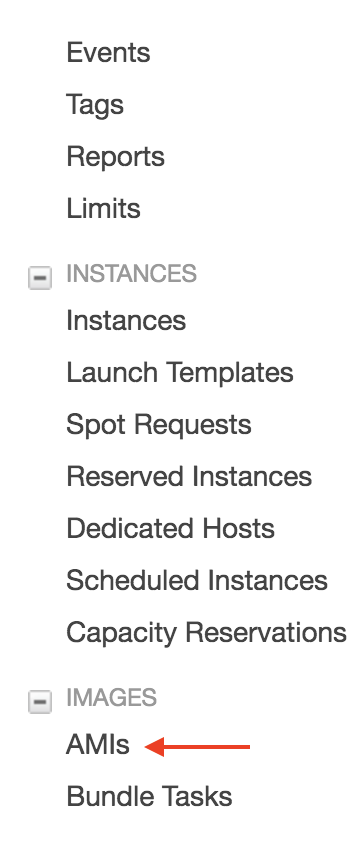 Events
Tags
Reports
Limits
INSTANCES
Instances
Launch Templates
Spot Requests
Reserved Instances
Dedicated Hosts
Scheduled Instances
Capacity Reservations
IMAGES
AMIs
Bundle Tasks